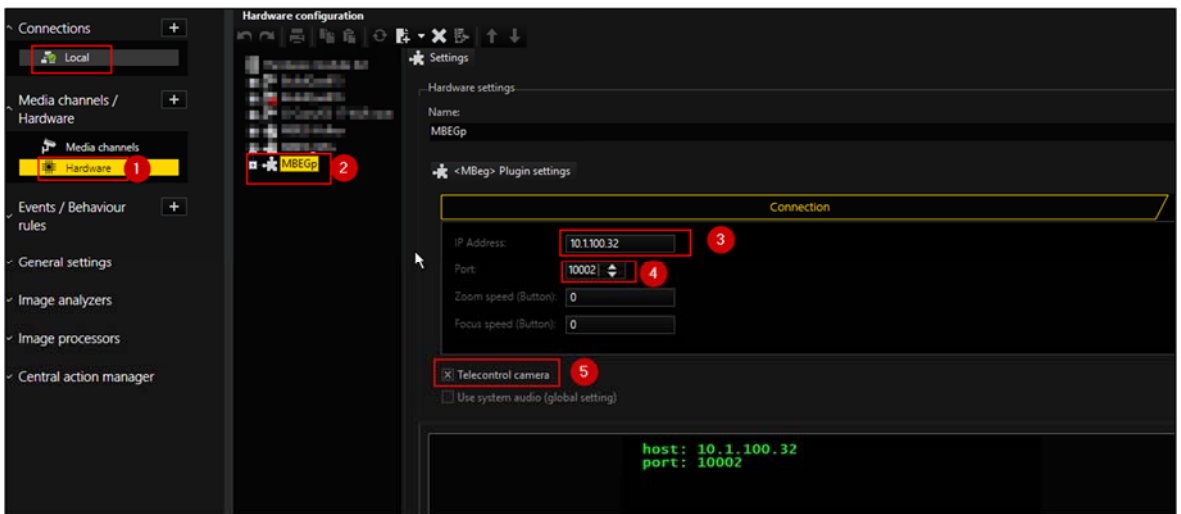 Connections
+
Local
Media channels /
Hardware
+
Media channels
Hardware
1
Events / Behaviour
rules
+
General settings
Image analyzers
Image processors
Central action manager
Hardware configuration
MBEGp
2
Settings
Hardware settings
Name:
MBEGp
<MBeg> Plugin settings
Connection
IP Address:
10.1.100.32
3
Port:
10002
4
Zoom speed (Button):
0
Focus speed (Button):
0
Telecontrol camera
5
Use system audio (global setting)
host: 10.1.100.32
port: 10002